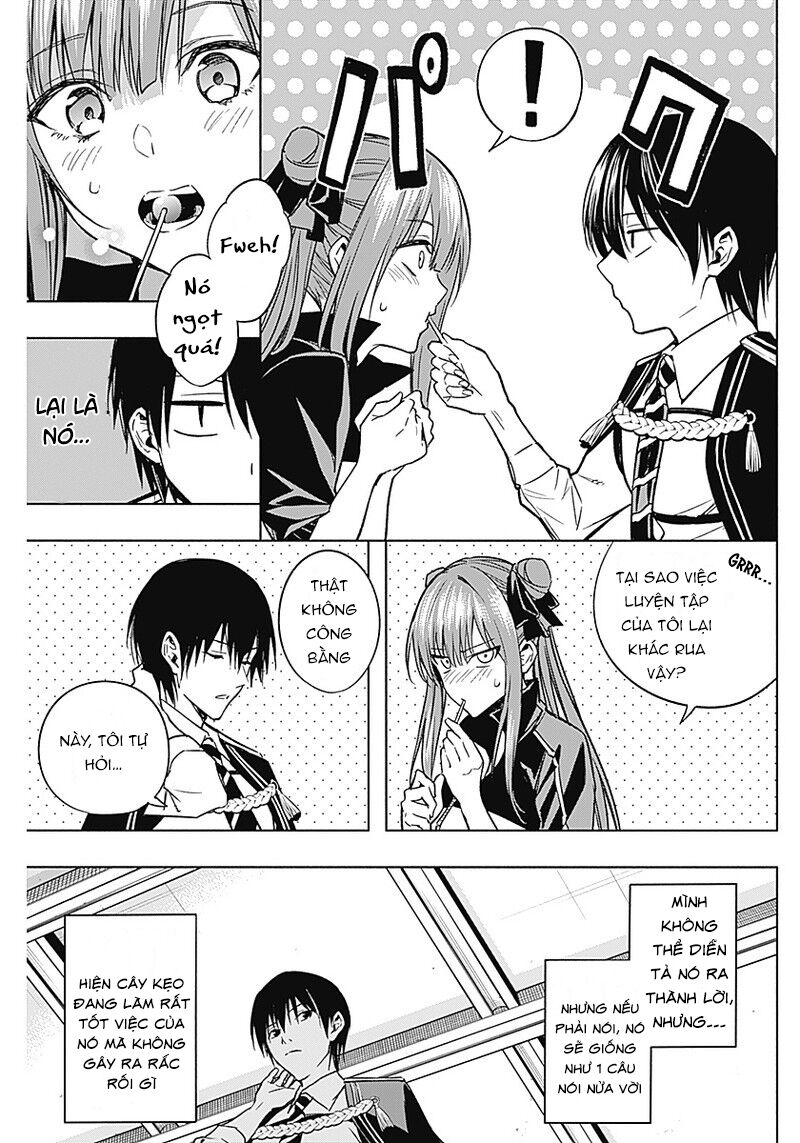 パクッ
!
Fweh!
Nó
ngọt
quá!
LẠI LÀ
NÓ...
GRRR...
TẠI SAO VIỆC
LUYỆN TẬP
CỦA TÔI LẠI
KHÁC RUA
VẬY?
THẬT
KHÔNG
CÔNG
BẰNG
NÀY, TÔI TỰ
HỎI...
MÌNH
KHÔNG
THỂ DIỄN
TẢ NÓ RA
THÀNH LỜI,
NHƯNG---
NHƯNG NẾU
PHẢI NÓI, NÓ
SẼ GIỐNG
NHƯ 1 CÂU
NÓI NỬA VỜI
HIỆN CÂY KẸO
ĐANG LÀM RẤT
TỐT VIỆC CỦA
NÓ MÃ KHÔNG
GÂY RA RẮC
RỐI GÌ